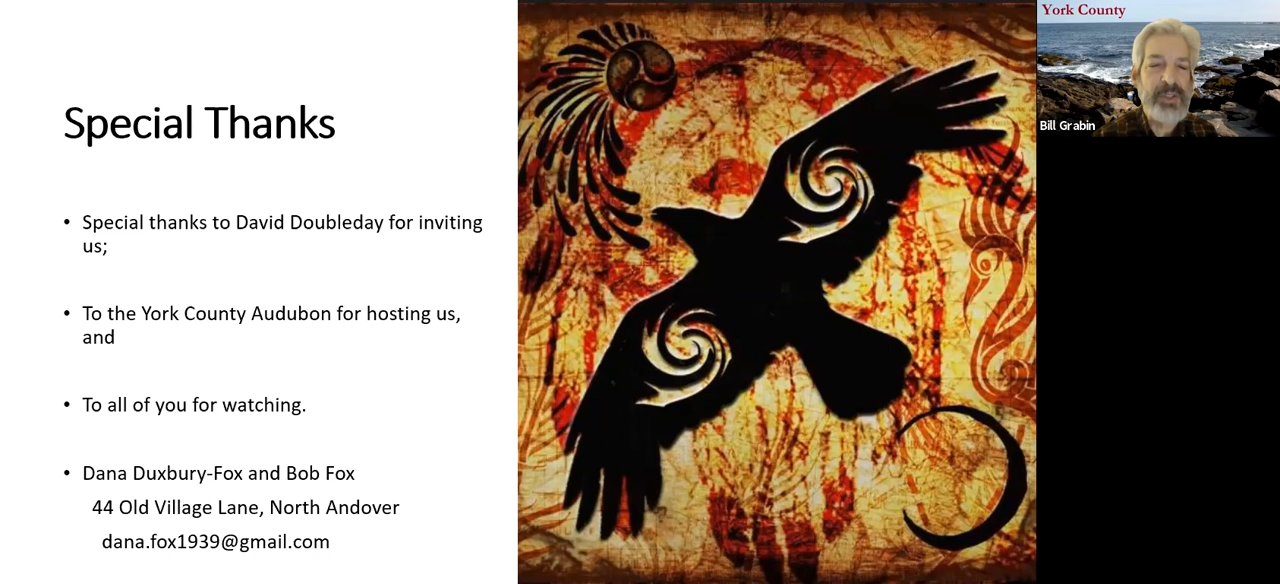 Special Thanks
• Special thanks to David Doubleday for inviting
us;
• To the York County Audubon for hosting us,
and
• To all of you for watching.
• Dana Duxbury-Fox and Bob Fox
44 Old Village Lane, North Andover
dana.fox1939@gmail.com
York County
Bill Grabin